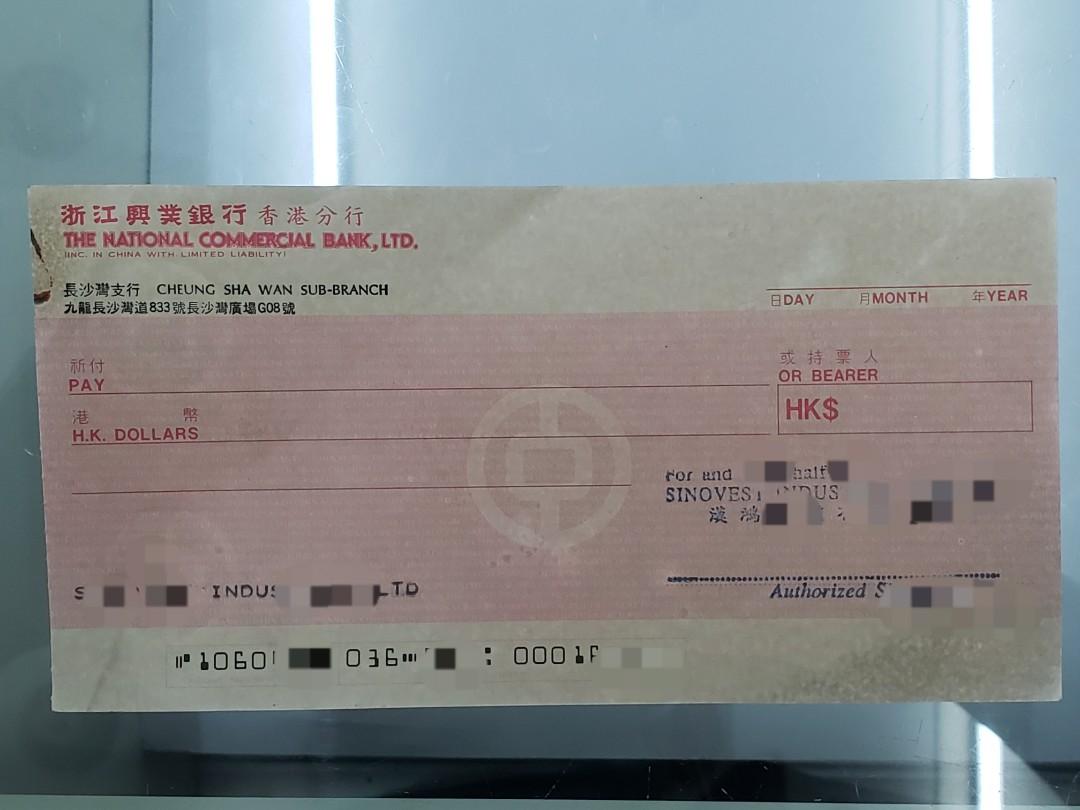 浙江興業銀行 香港分行
THE NATIONAL COMMERCIAL BANK, LTD.
(INC. IN CHINA WITH LIMITED LIABILITY)
長沙灣支行 CHEUNG SHA WAN SUB-BRANCH
九龍長沙灣道833號長沙灣廣場G08號
日DAY 月MONTH 年YEAR
祈付
PAY
或持票人
OR BEARER
港幣
H.K. DOLLARS
HK$
For and
SINOVEST
漢鴻
LTD
Authorized
036